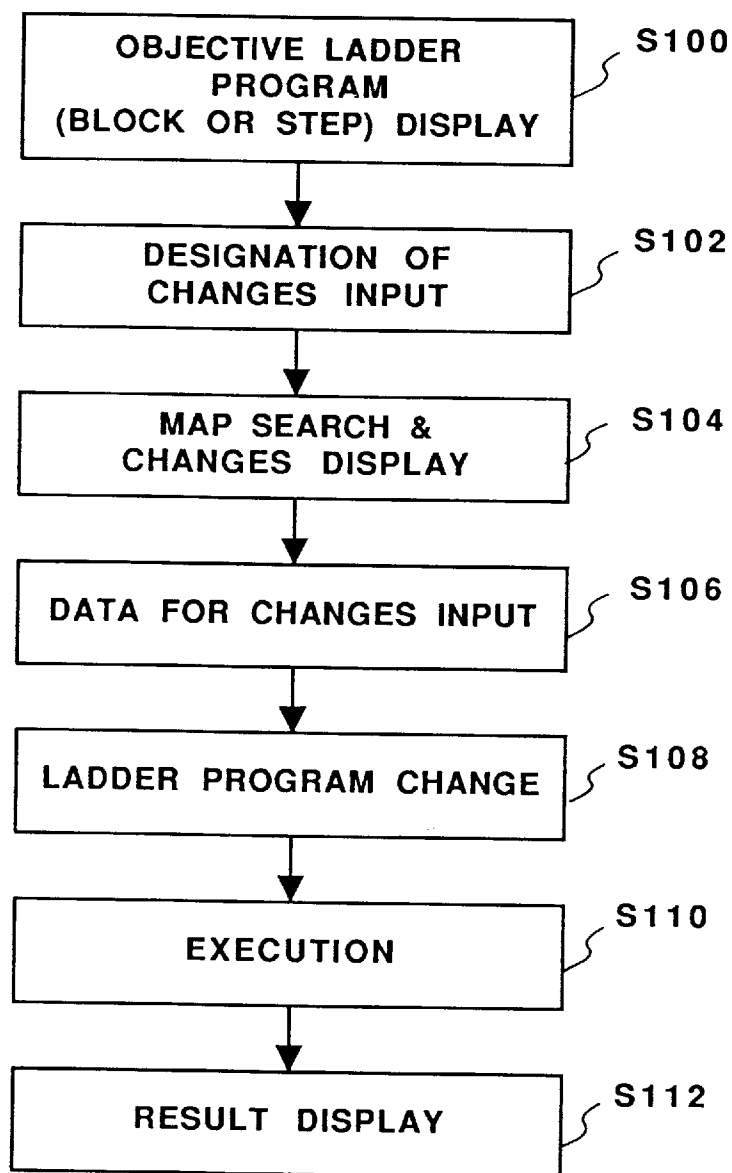 OBJECTIVE LADDER
PROGRAM
(BLOCK OR STEP) DISPLAY
S100
DESIGNATION OF
CHANGES INPUT
S102
MAP SEARCH &
CHANGES DISPLAY
S104
DATA FOR CHANGES INPUT
S106
LADDER PROGRAM CHANGE
S108
EXECUTION
S110
RESULT DISPLAY
S112